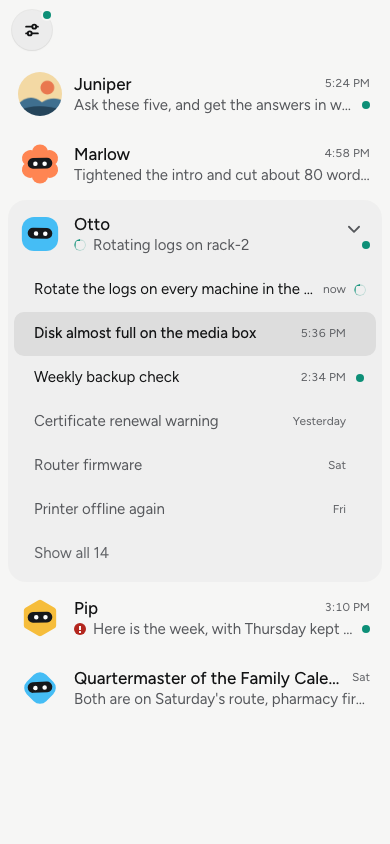 Juniper
5:24 PM
Ask these five, and get the answers in w...
Marlow
4:58 PM
Tightened the intro and cut about 80 word...
Otto
Rotating logs on rack-2
Rotate the logs on every machine in the ...
now
Disk almost full on the media box
5:36 PM
Weekly backup check
2:34 PM
Certificate renewal warning
Yesterday
Router firmware
Sat
Printer offline again
Fri
Show all 14
Pip
3:10 PM
Here is the week, with Thursday kept ...
Quartermaster of the Family Cale...
Sat
Both are on Saturday's route, pharmacy fir...